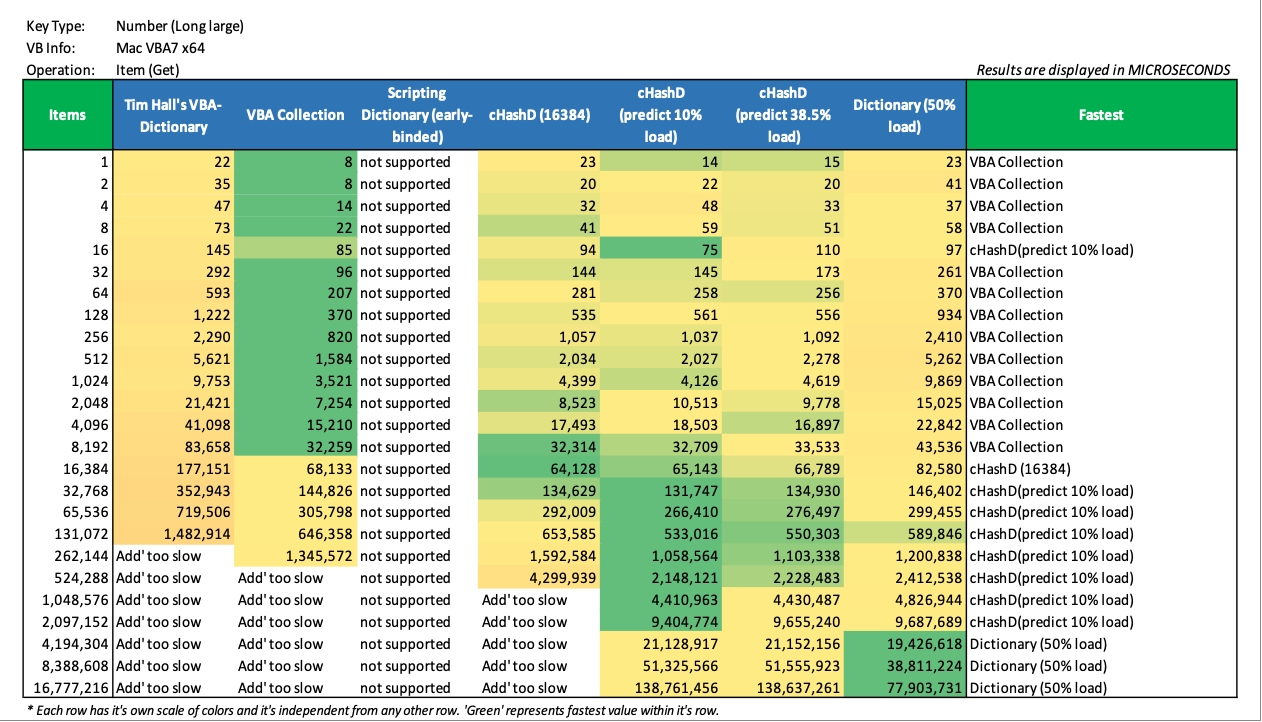 Key Type: Number (Long large)
VB Info: Mac VBA7 x64
Operation: Item (Get) Results are displayed in MICROSECONDS
Items Tim Hall's VBA-Dictionary VBA Collection Scripting Dictionary (early-binded) cHashD (16384) cHashD (predict 10% load) cHashD (predict 38.5% load) Dictionary (50% load) Fastest
1 22 8 not supported 23 14 15 23 VBA Collection
2 35 8 not supported 20 22 20 41 VBA Collection
4 47 14 not supported 32 48 33 37 VBA Collection
8 73 22 not supported 41 59 51 58 VBA Collection
16 145 85 not supported 94 75 110 97 cHashD(predict 10% load)
32 292 96 not supported 144 145 173 261 VBA Collection
64 593 207 not supported 281 258 256 370 VBA Collection
128 1,222 370 not supported 535 561 556 934 VBA Collection
256 2,290 820 not supported 1,057 1,037 1,092 2,410 VBA Collection
512 5,621 1,584 not supported 2,034 2,027 2,278 5,262 VBA Collection
1,024 9,753 3,521 not supported 4,399 4,126 4,619 9,869 VBA Collection
2,048 21,421 7,254 not supported 8,523 10,513 9,778 15,025 VBA Collection
4,096 41,098 15,210 not supported 17,493 18,503 16,897 22,842 VBA Collection
8,192 83,658 32,259 not supported 32,314 32,709 33,533 43,536 VBA Collection
16,384 177,151 68,133 not supported 64,128 65,143 66,789 82,580 cHashD (16384)
32,768 352,943 144,826 not supported 134,629 131,747 134,930 146,402 cHashD(predict 10% load)
65,536 719,506 305,798 not supported 292,009 266,410 276,497 299,455 cHashD(predict 10% load)
131,072 1,482,914 646,358 not supported 653,585 533,016 550,303 589,846 cHashD(predict 10% load)
262,144 Add' too slow 1,345,572 not supported 1,592,584 1,058,564 1,103,338 1,200,838 cHashD(predict 10% load)
524,288 Add' too slow Add' too slow not supported 4,299,939 2,148,121 2,228,483 2,412,538 cHashD(predict 10% load)
1,048,576 Add' too slow Add' too slow not supported Add' too slow 4,410,963 4,430,487 4,826,944 cHashD(predict 10% load)
2,097,152 Add' too slow Add' too slow not supported Add' too slow 9,404,774 9,655,240 9,687,689 cHashD(predict 10% load)
4,194,304 Add' too slow Add' too slow not supported Add' too slow 21,128,917 21,152,156 19,426,618 Dictionary (50% load)
8,388,608 Add' too slow Add' too slow not supported Add' too slow 51,325,566 51,555,923 38,811,224 Dictionary (50% load)
16,777,216 Add' too slow Add' too slow not supported Add' too slow 138,761,456 138,637,261 77,903,731 Dictionary (50% load)
* Each row has it's own scale of colors and it's independent from any other row. 'Green' represents fastest value within it's row.